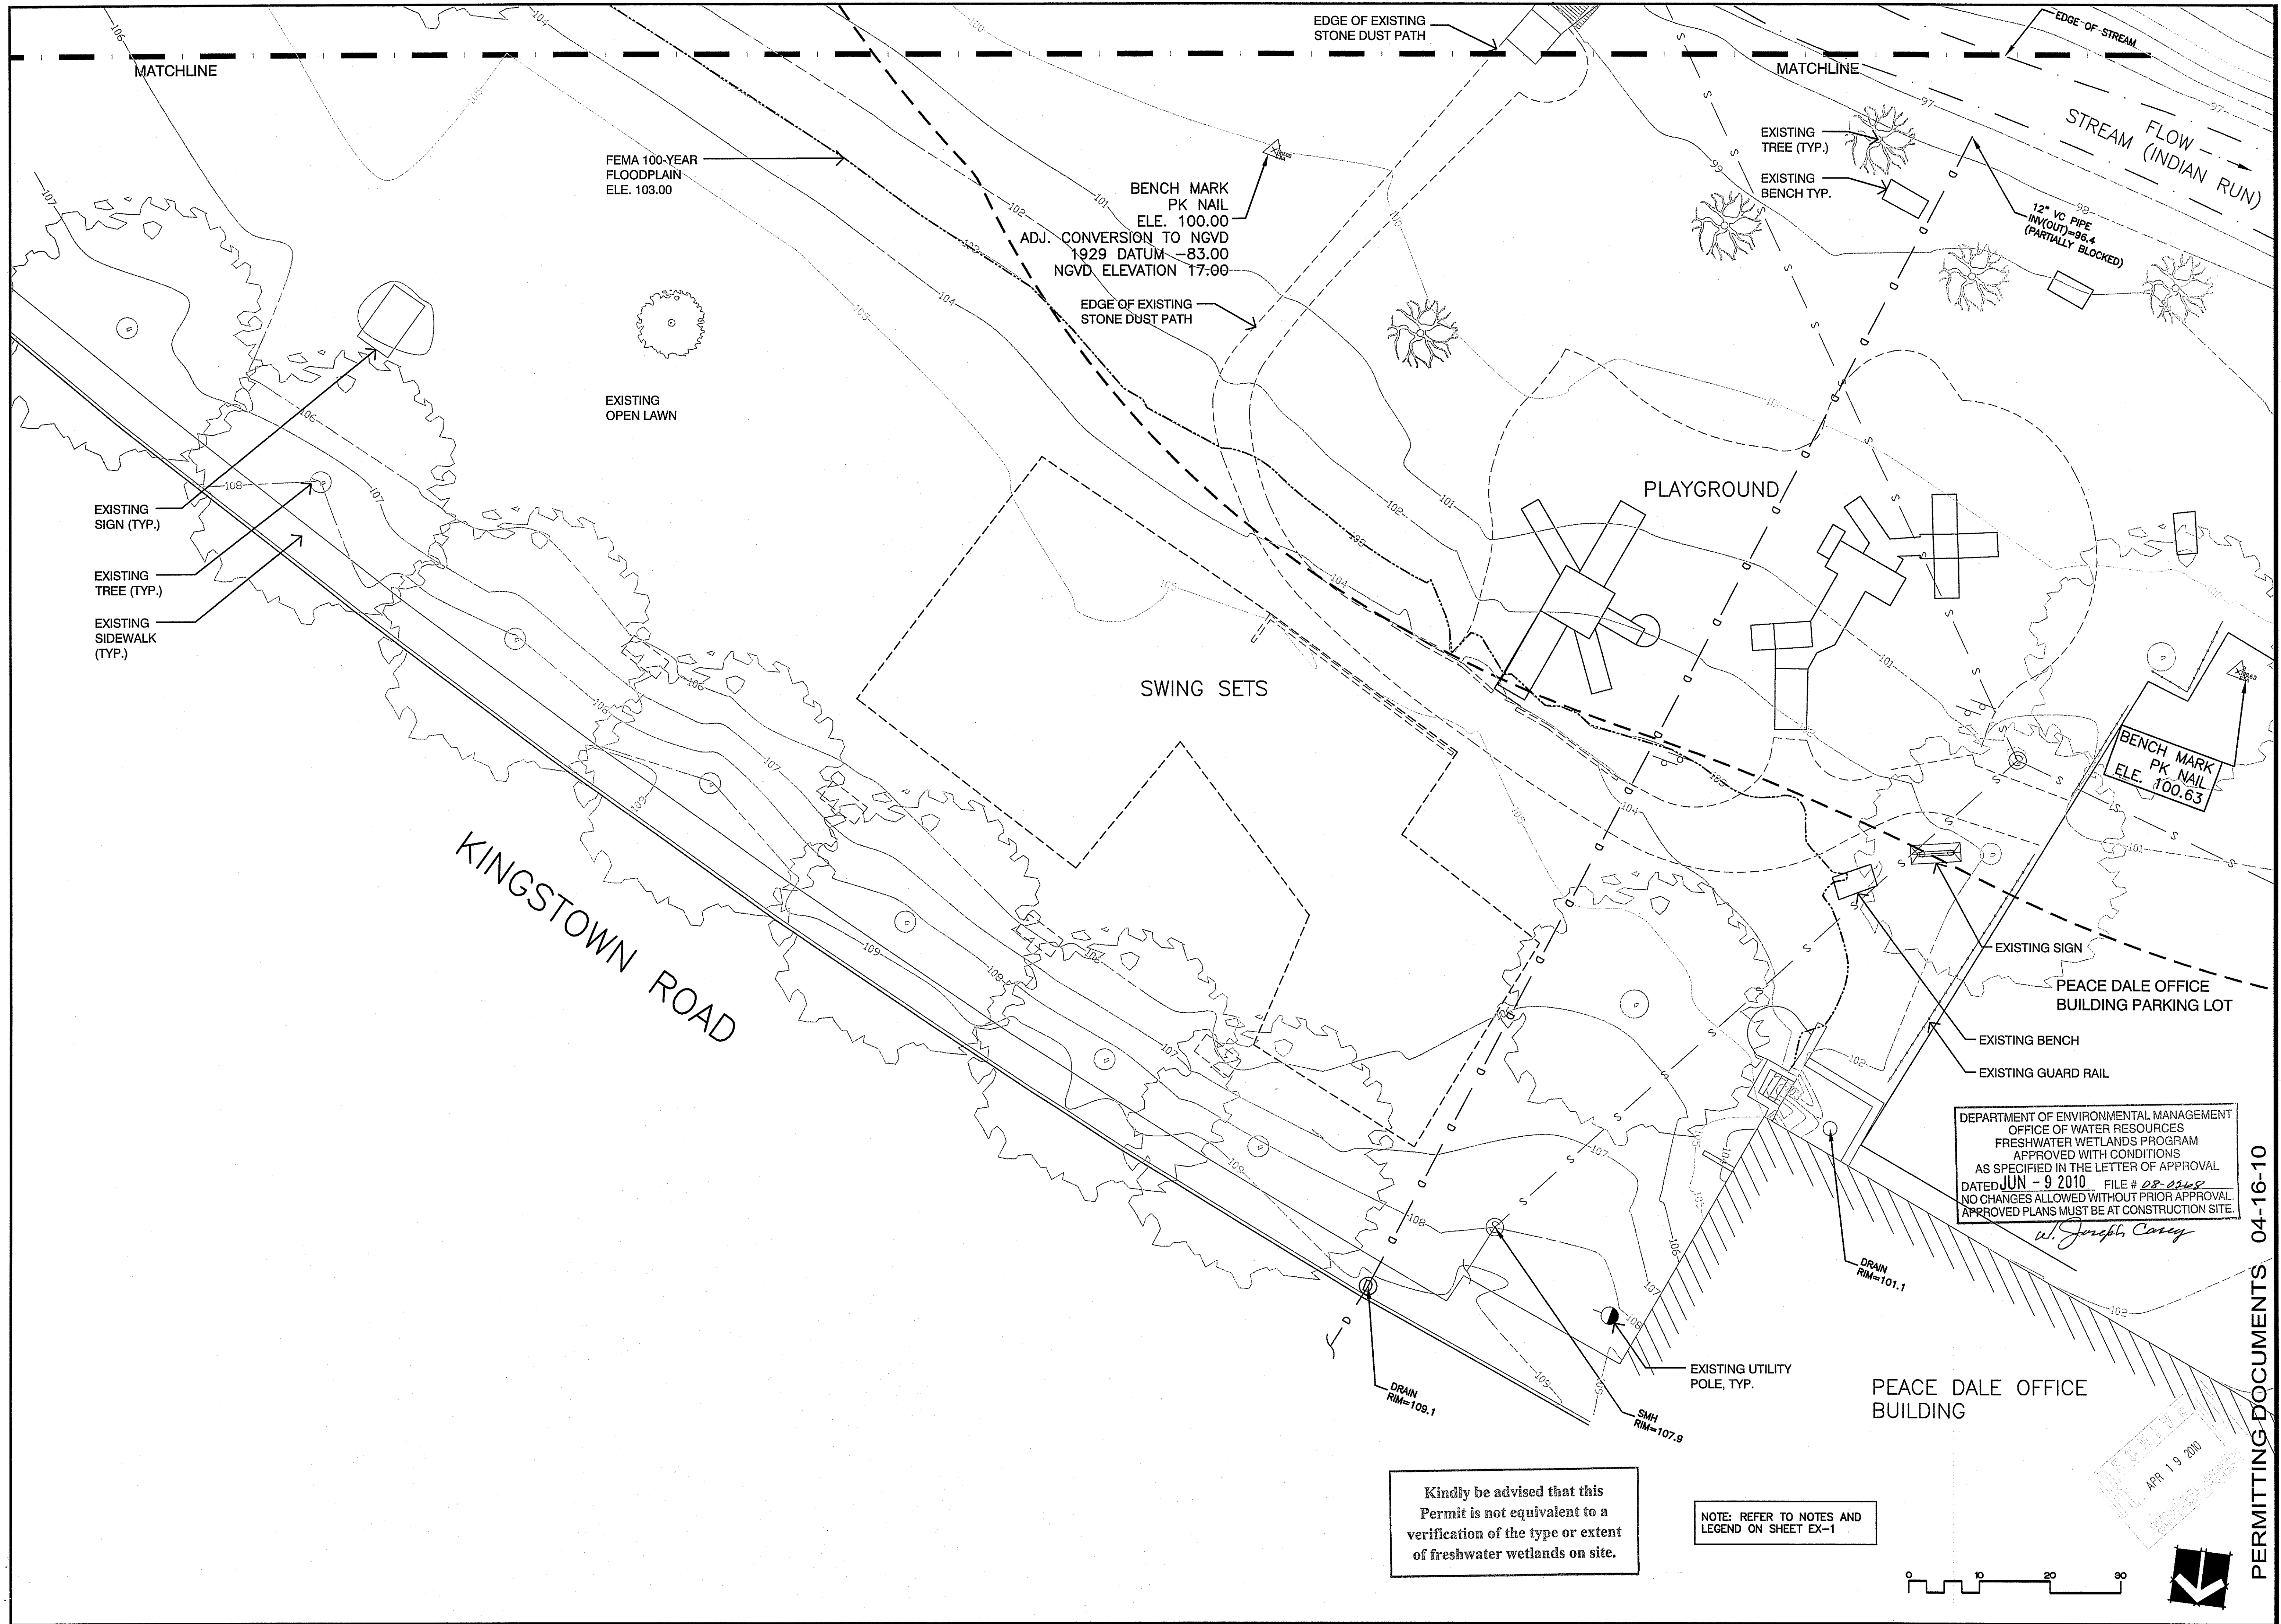 EDGE OF EXISTING
STONE DUST PATH
EDGE OF STREAM
MATCHLINE
MATCHLINE
FLOW
STREAM (INDIAN RUN)
FEMA 100-YEAR
FLOODPLAIN
ELE. 103.00
BENCH MARK
PK NAIL
ELE. 100.00
ADJ. CONVERSION TO NGVD
1929 DATUM -83.00
NGVD ELEVATION 17.00
EXISTING
TREE (TYP.)
EXISTING
BENCH TYP.
12" VC PIPE
INV(OUT)=96.4
(PARTIALLY BLOCKED)
EDGE OF EXISTING
STONE DUST PATH
EXISTING
OPEN LAWN
PLAYGROUND
EXISTING
SIGN (TYP.)
EXISTING
TREE (TYP.)
EXISTING
SIDEWALK
(TYP.)
SWING SETS
BENCH MARK
PK NAIL
ELE. 100.63
KINGSTOWN ROAD
EXISTING SIGN
PEACE DALE OFFICE
BUILDING PARKING LOT
EXISTING BENCH
EXISTING GUARD RAIL
DEPARTMENT OF ENVIRONMENTAL MANAGEMENT
OFFICE OF WATER RESOURCES
FRESHWATER WETLANDS PROGRAM
APPROVED WITH CONDITIONS
AS SPECIFIED IN THE LETTER OF APPROVAL
DATED JUN - 9 2010 FILE # 08-0268
NO CHANGES ALLOWED WITHOUT PRIOR APPROVAL.
APPROVED PLANS MUST BE AT CONSTRUCTION SITE.
W. Joseph Casey
DRAIN
RIM=101.1
EXISTING UTILITY
POLE, TYP.
DRAIN
RIM=109.1
SMH
RIM=107.9
PEACE DALE OFFICE
BUILDING
Kindly be advised that this
Permit is not equivalent to a
verification of the type or extent
of freshwater wetlands on site.
NOTE: REFER TO NOTES AND
LEGEND ON SHEET EX-1
APR 19 2010
0 10 20 30
PERMITTING DOCUMENTS 04-16-10